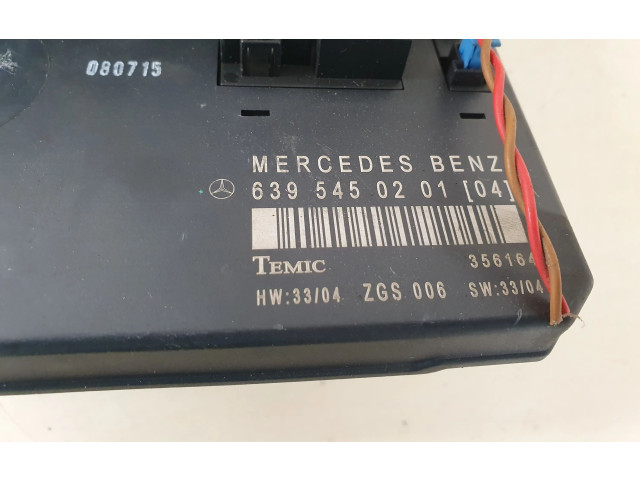 080715
MERCEDES BENZ
639 545 02 01 [04]
TEMIC 356164
HW:33/04 ZGS 006 SW:33/04